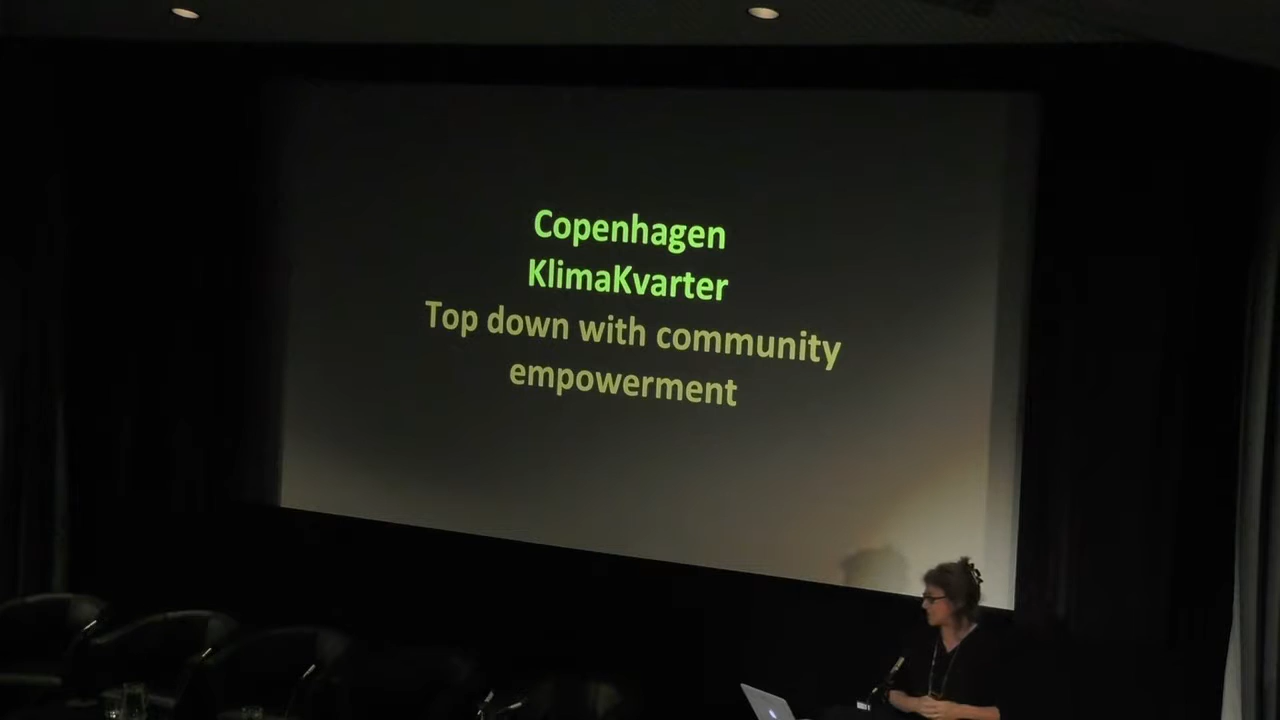 Copenhagen
KlimaKvarter
Top down with community
empowerment